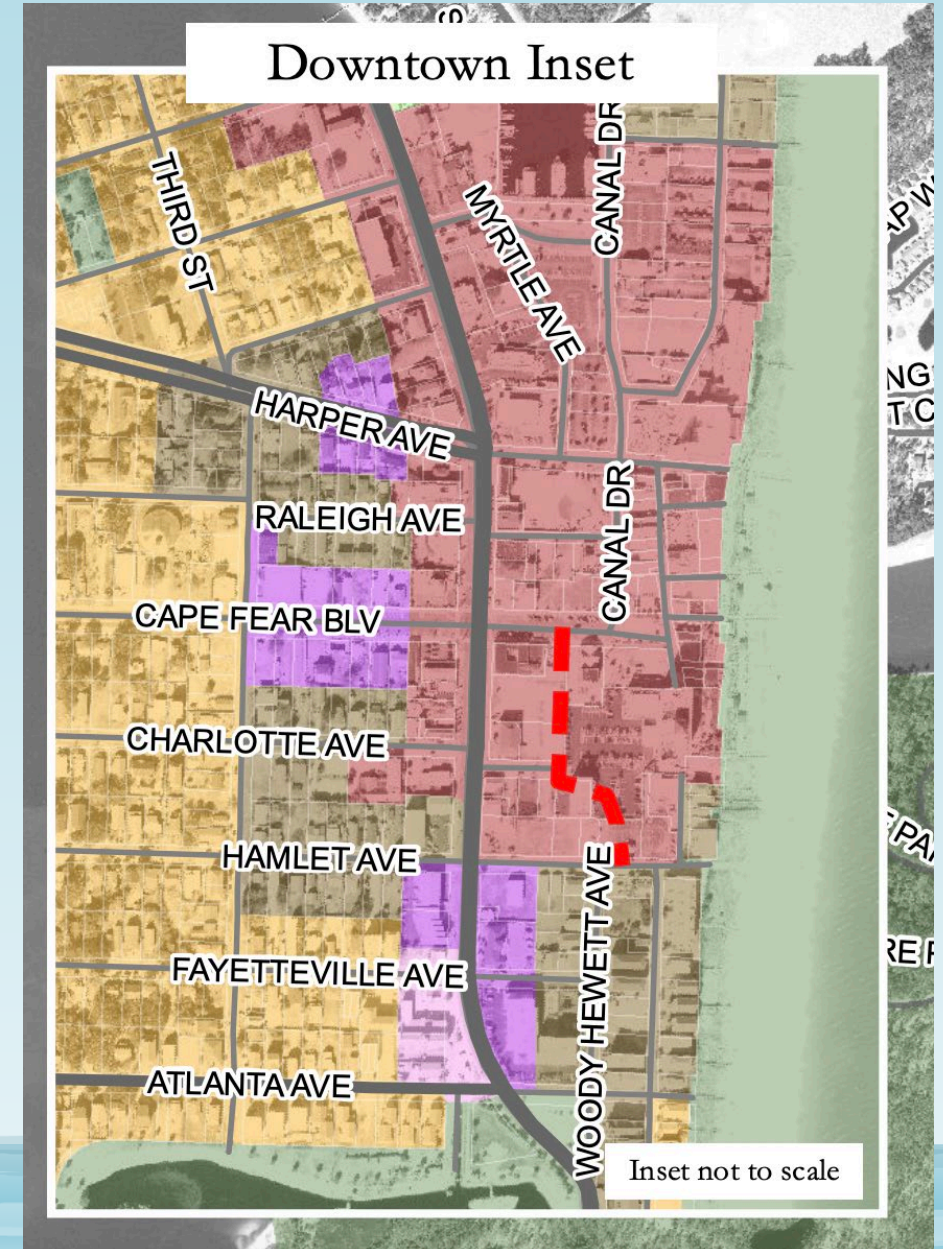 Downtown Inset
CANAL DR
THIRD ST
MYRTLE AVE
HARPER AVE
RALEIGH AVE
CANAL DR
CAPE FEAR BLV
CHARLOTTE AVE
HAMLET AVE
WOODY HEWETT AVE
FAYETTEVILLE AVE
ATLANTA AVE
Inset not to scale